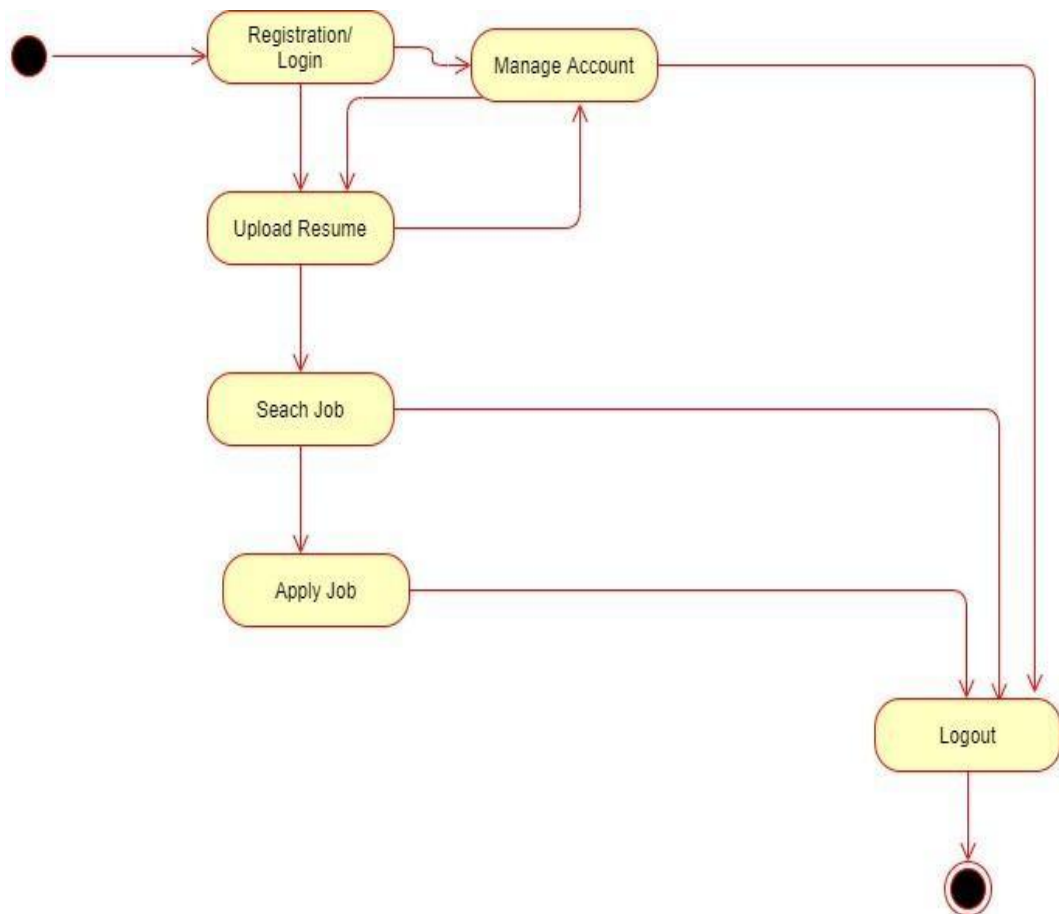 Registration/
Login
Manage Account
Upload Resume
Seach Job
Apply Job
Logout